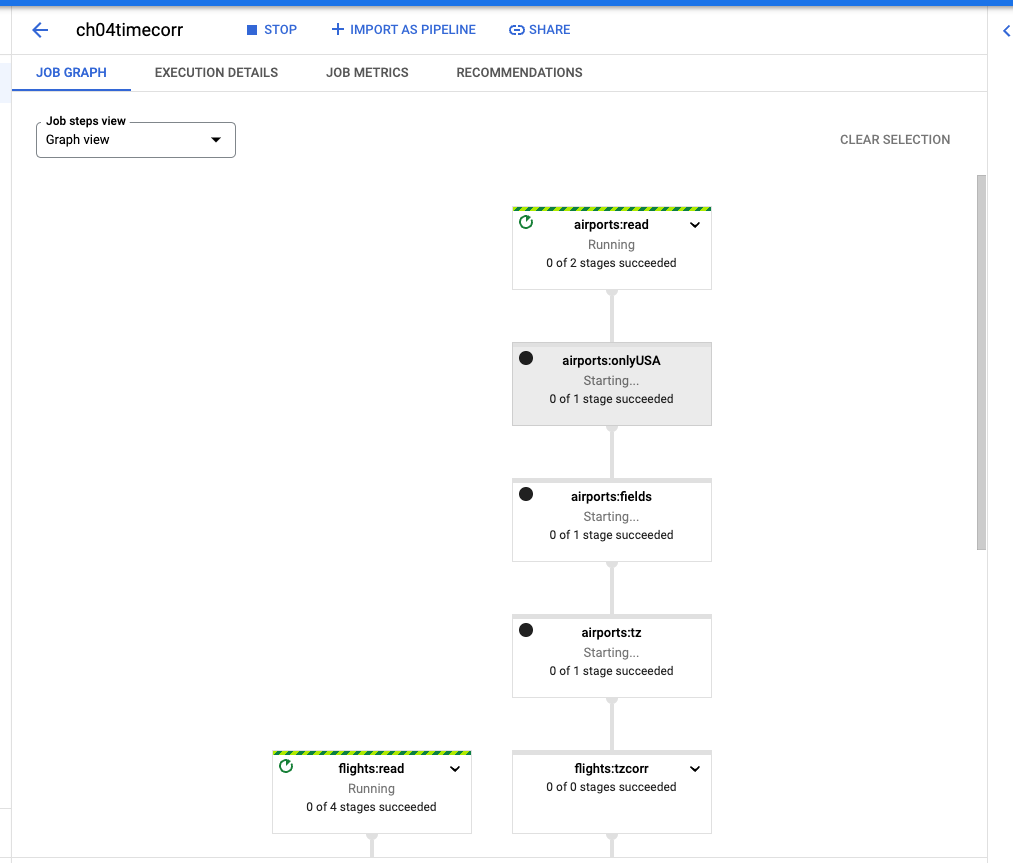 ch04timecorr
STOP
IMPORT AS PIPELINE
SHARE
JOB GRAPH
EXECUTION DETAILS
JOB METRICS
RECOMMENDATIONS
Job steps view
Graph view
CLEAR SELECTION
airports:read
Running
0 of 2 stages succeeded
airports:onlyUSA
Starting...
0 of 1 stage succeeded
airports:fields
Starting...
0 of 1 stage succeeded
airports:tz
Starting...
0 of 1 stage succeeded
flights:read
Running
0 of 4 stages succeeded
flights:tzcorr
0 of 0 stages succeeded